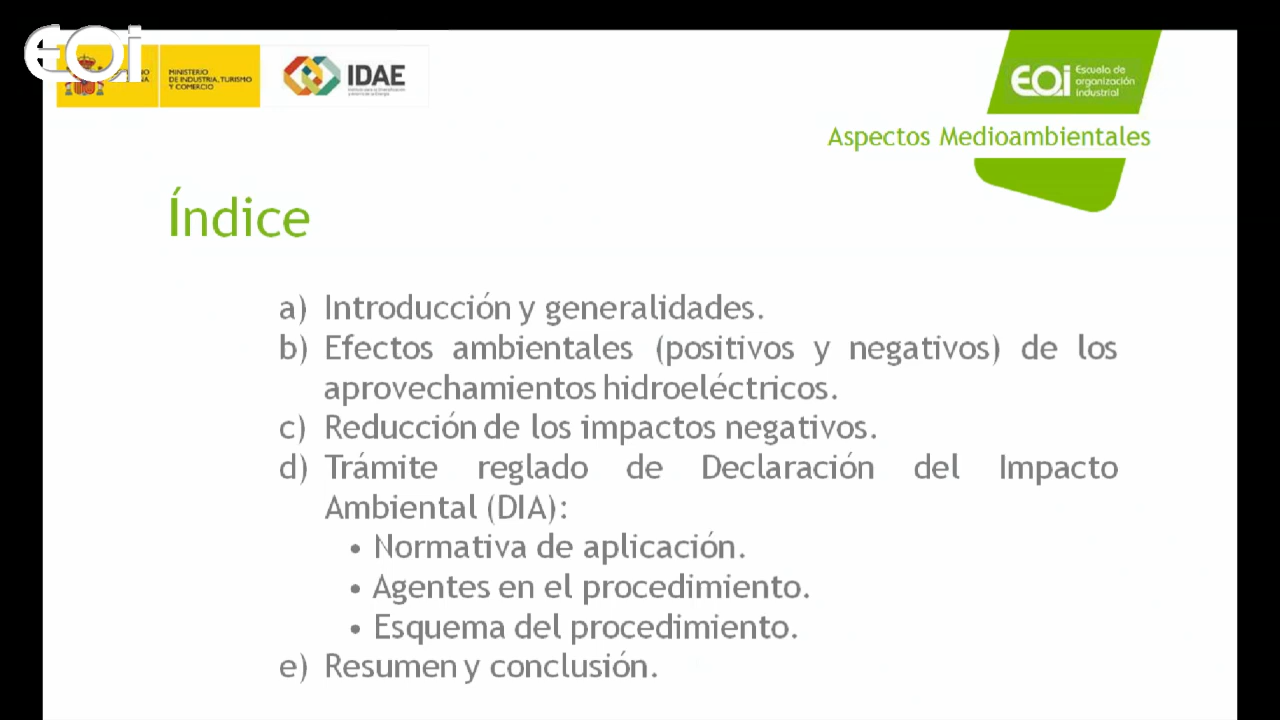 eoi
MINISTERIO
DE INDUSTRIA, TURISMO
Y COMERCIO
IDAE
eoi Escuela de
organización
industrial
Aspectos Medioambientales
Índice
a) Introducción y generalidades.
b) Efectos ambientales (positivos y negativos) de los
aprovechamientos hidroeléctricos.
c) Reducción de los impactos negativos.
d) Trámite reglado de Declaración del Impacto
Ambiental (DIA):
• Normativa de aplicación.
• Agentes en el procedimiento.
• Esquema del procedimiento.
e) Resumen y conclusión.